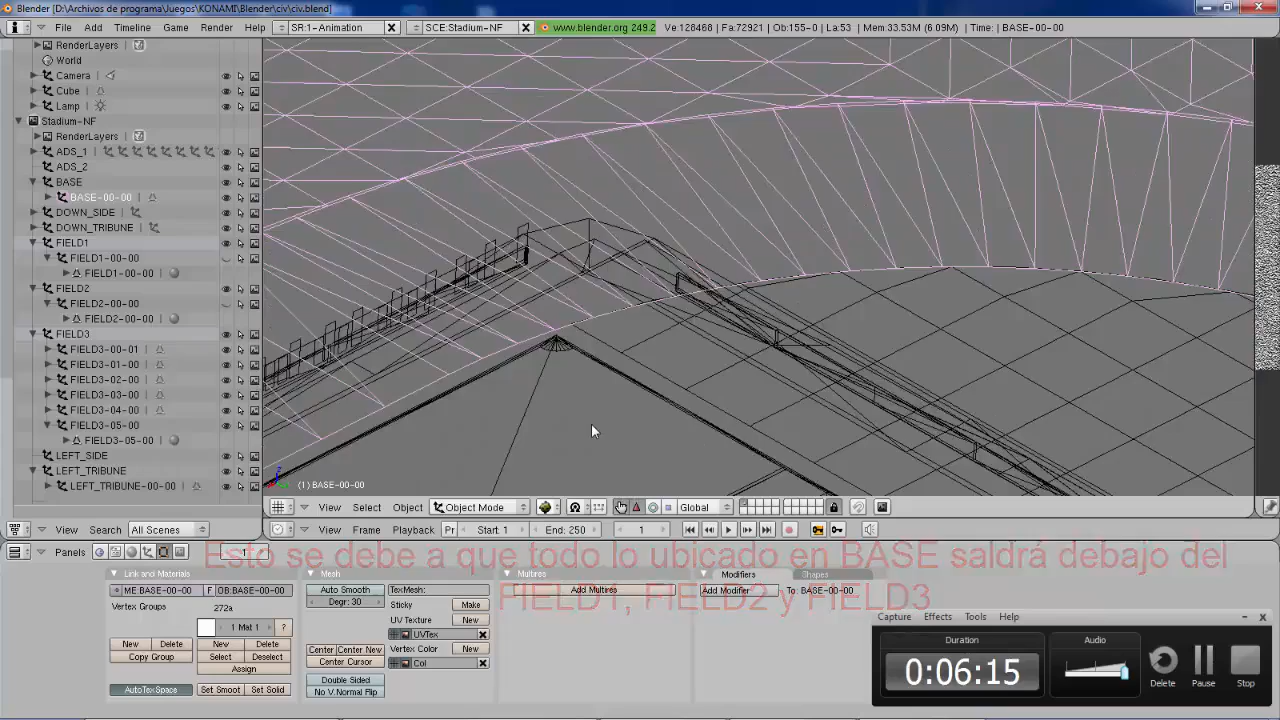 Blender [D:\Archivos de programa\Juegos\KONAMI\Blender\civ\civ.blend]
File Add Timeline Game Render Help SR:1-Animation SCE:Stadium-NF www.blender.org 249.2 Ve:126466 | Fa:72921 | Ob:155-0 | La:53 | Mem:33.53M (6.09M) | Time: | BASE-00-00
RenderLayers
World
Camera
Cube
Lamp
Stadium-NF
RenderLayers
ADS_1
ADS_2
BASE
BASE-00-00
DOWN_SIDE
DOWN_TRIBUNE
FIELD1
FIELD1-00-00
FIELD1-00-00
FIELD2
FIELD2-00-00
FIELD2-00-00
FIELD3
FIELD3-00-01
FIELD3-01-00
FIELD3-02-00
FIELD3-03-00
FIELD3-04-00
FIELD3-05-00
FIELD3-05-00
LEFT_SIDE
LEFT_TRIBUNE
LEFT_TRIBUNE-00-00
(1) BASE-00-00
View Select Object Object Mode Global
View Search All Scenes
View Frame Playback Pr Start: 1 End: 250 1
Panels 1
Esto se debe a que todo lo ubicado en BASE saldrá debajo del
FIELD1, FIELD2 y FIELD3
Link and Materials
ME:BASE-00-00 F OB:BASE-00-00
Vertex Groups
272a
1 Mat 1 ?
New Delete New Delete
Copy Group Select Deselect
Assign
AutoTexSpace Set Smoot Set Solid
Mesh
Auto Smooth
Degr: 30
TexMesh:
Sticky Make
UV Texture New
UVTex
Vertex Color New
Col
Center Center New
Center Cursor
Double Sided
No V.Normal Flip
Multires
Add Multires
Modifiers Shapes
Add Modifier To: BASE-00-00
Capture Effects Tools Help
Duration
0:06:15
Audio
Delete Pause Stop